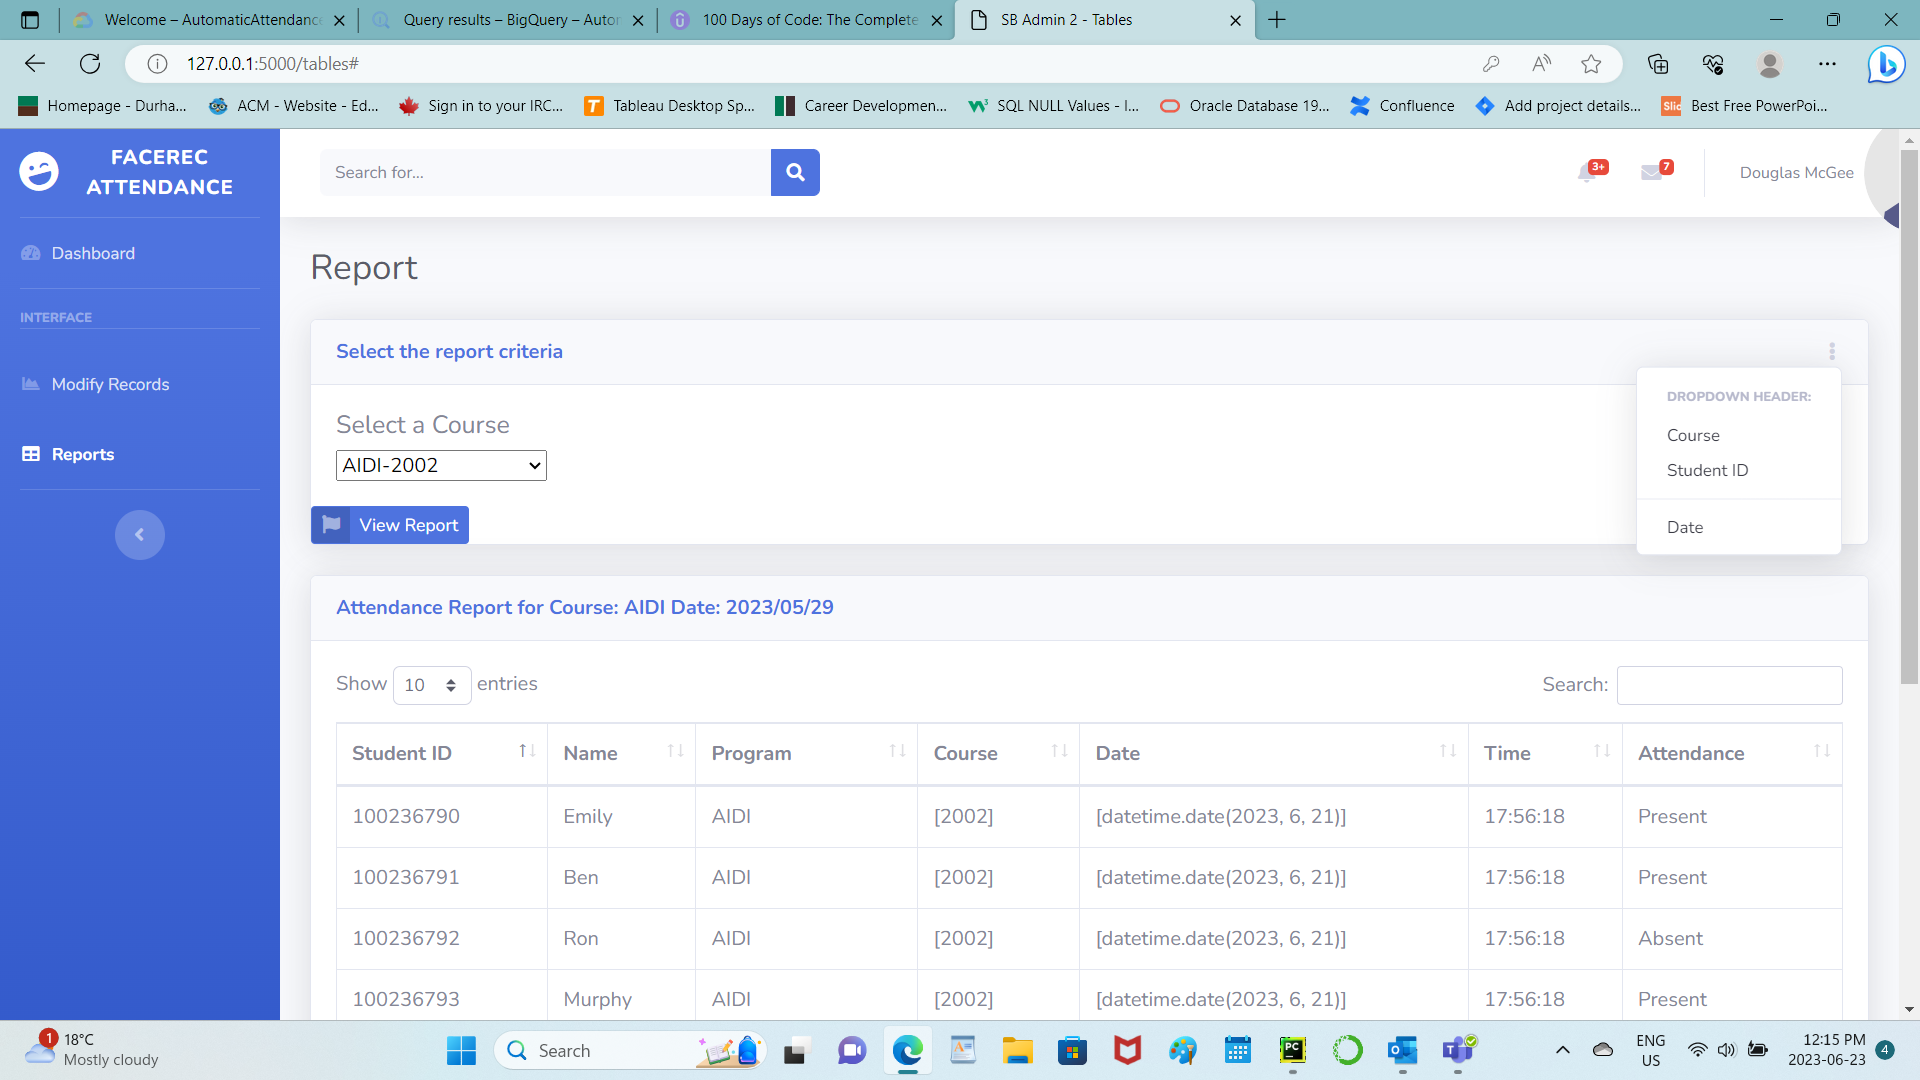 Welcome – AutomaticAttendance
Query results – BigQuery – Auto
100 Days of Code: The Complete
SB Admin 2 - Tables
127.0.0.1:5000/tables#
Homepage - Durha...
ACM - Website - Ed...
Sign in to your IRC...
Tableau Desktop Sp...
Career Developmen...
SQL NULL Values - I...
Oracle Database 19...
Confluence
Add project details...
Best Free PowerPoi...
FACEREC
ATTENDANCE
Search for...
3+
7
Douglas McGee
Dashboard
INTERFACE
Modify Records
Reports
Report
Select the report criteria
DROPDOWN HEADER:
Course
Student ID
Date
Select a Course
AIDI-2002
View Report
Attendance Report for Course: AIDI Date: 2023/05/29
Show 10 entries
Search:
Student ID Name Program Course Date Time Attendance
100236790 Emily AIDI [2002] [datetime.date(2023, 6, 21)] 17:56:18 Present
100236791 Ben AIDI [2002] [datetime.date(2023, 6, 21)] 17:56:18 Present
100236792 Ron AIDI [2002] [datetime.date(2023, 6, 21)] 17:56:18 Absent
100236793 Murphy AIDI [2002] [datetime.date(2023, 6, 21)] 17:56:18 Present
1
18°C
Mostly cloudy
Search
ENG
US
12:15 PM
2023-06-23
4